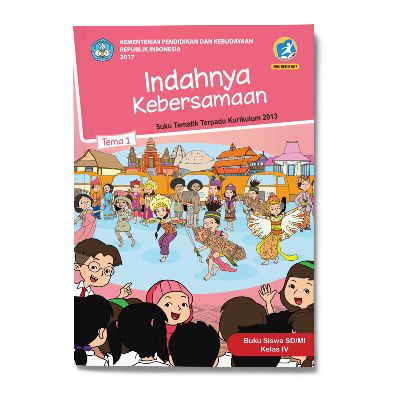 KEMENTERIAN PENDIDIKAN DAN KEBUDAYAAN
REPUBLIK INDONESIA
2017
Indahnya
Kebersamaan
Buku Tematik Terpadu Kurikulum 2013
Tema 1
Buku Siswa SD/MI
Kelas IV